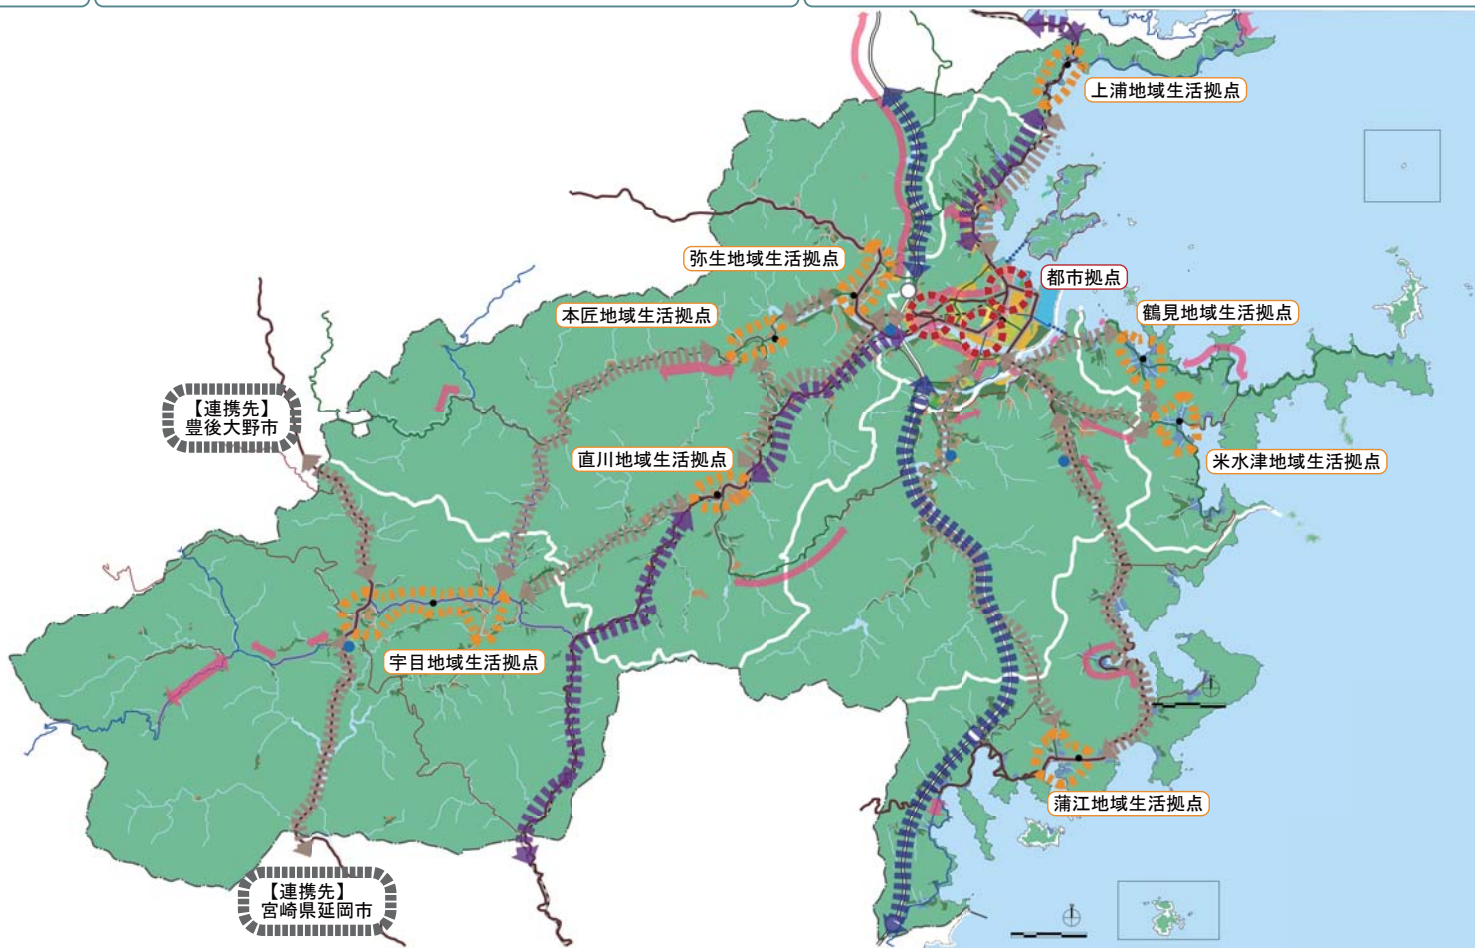 上浦地域生活拠点
弥生地域生活拠点
都市拠点
本匠地域生活拠点
鶴見地域生活拠点
【連携先】
豊後大野市
直川地域生活拠点
米水津地域生活拠点
宇目地域生活拠点
蒲江地域生活拠点
【連携先】
宮崎県延岡市